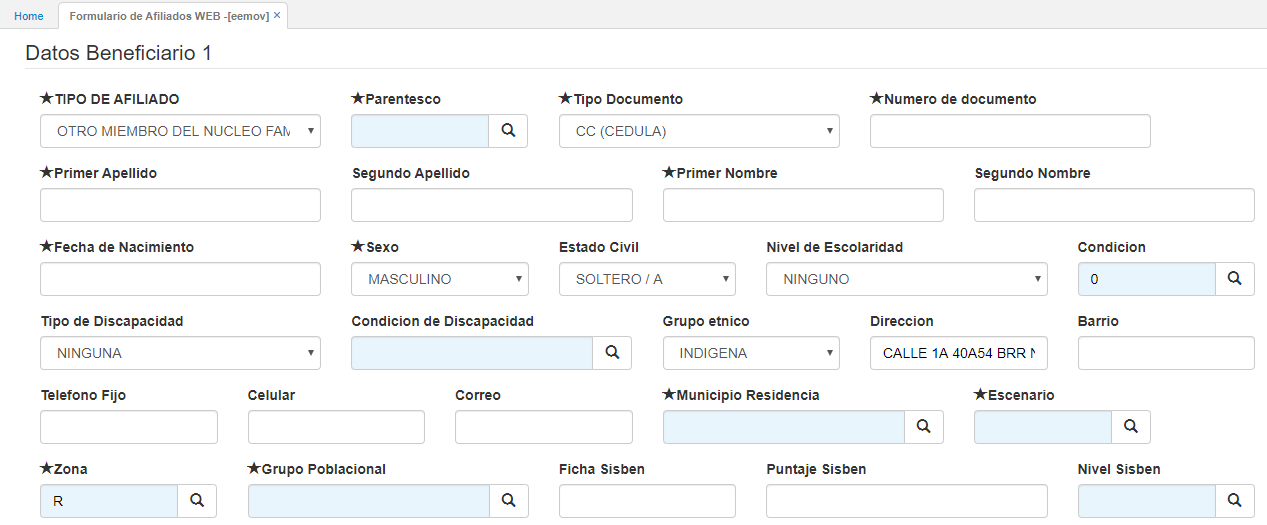 Home Formulario de Afiliados WEB -[eemov] ×
Datos Beneficiario 1
★TIPO DE AFILIADO ★Parentesco ★Tipo Documento ★Numero de documento
OTRO MIEMBRO DEL NUCLEO FAM CC (CEDULA)
★Primer Apellido Segundo Apellido ★Primer Nombre Segundo Nombre
★Fecha de Nacimiento ★Sexo Estado Civil Nivel de Escolaridad Condicion
MASCULINO SOLTERO / A NINGUNO 0
Tipo de Discapacidad Condicion de Discapacidad Grupo etnico Direccion Barrio
NINGUNA INDIGENA CALLE 1A 40A54 BRR N
Telefono Fijo Celular Correo ★Municipio Residencia ★Escenario
★Zona ★Grupo Poblacional Ficha Sisben Puntaje Sisben Nivel Sisben
R